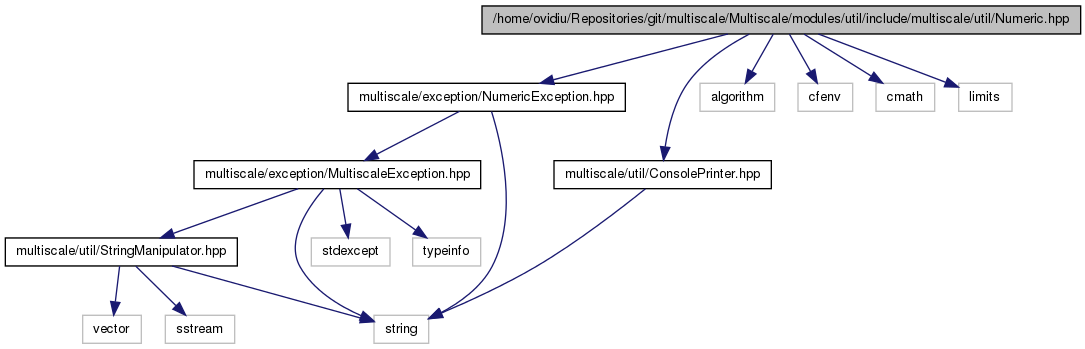 /home/ovidiu/Repositories/git/multiscale/Multiscale/modules/util/include/multiscale/util/Numeric.hpp
multiscale/exception/NumericException.hpp
algorithm
cfenv
cmath
limits
multiscale/exception/MultiscaleException.hpp
multiscale/util/ConsolePrinter.hpp
multiscale/util/StringManipulator.hpp
stdexcept
typeinfo
vector
sstream
string